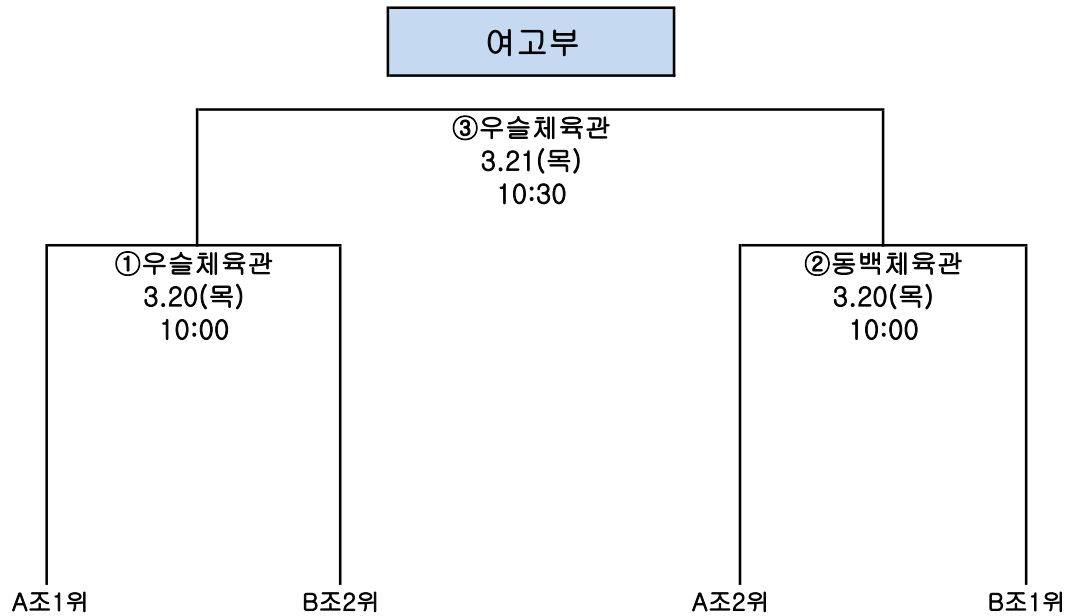 여고부
③우슬체육관
3.21(목)
10:30
①우슬체육관
3.20(목)
10:00
②동백체육관
3.20(목)
10:00
A조1위
B조2위
A조2위
B조1위